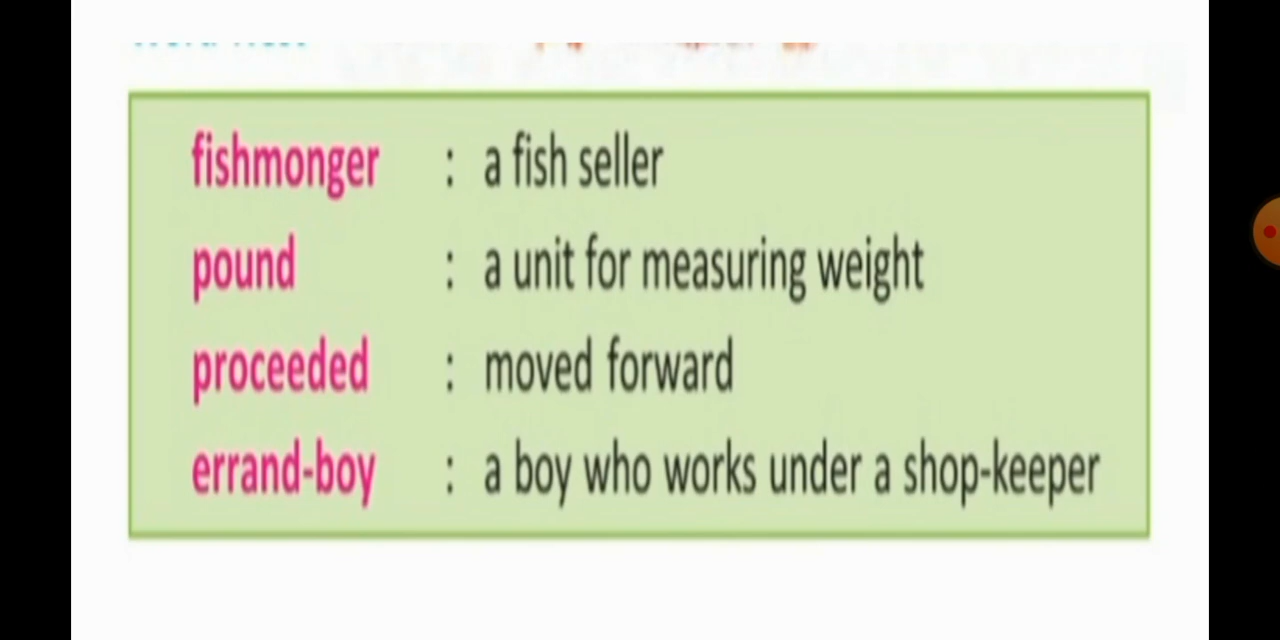 fishmonger : a fish seller
pound : a unit for measuring weight
proceeded : moved forward
errand-boy : a boy who works under a shop-keeper